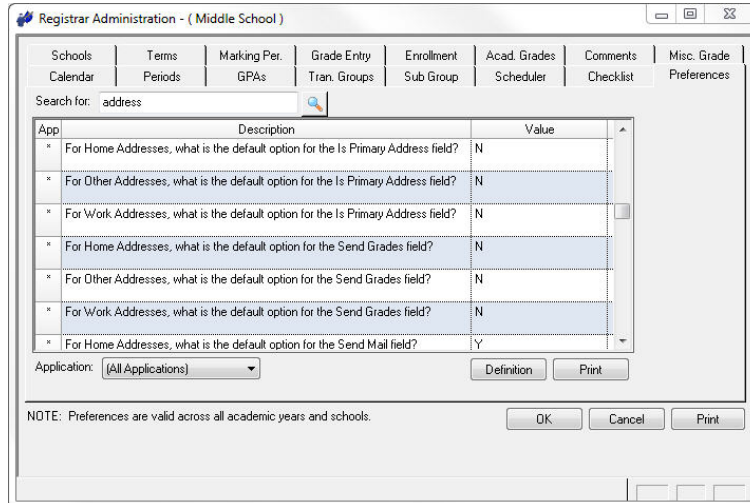 Registrar Administration - ( Middle School )
Schools Terms Marking Per. Grade Entry Enrollment Acad. Grades Comments Misc. Grade
Calendar Periods GPAs Tran. Groups Sub Group Scheduler Checklist Preferences
Search for: address
App Description Value
* For Home Addresses, what is the default option for the Is Primary Address field? N
* For Other Addresses, what is the default option for the Is Primary Address field? N
* For Work Addresses, what is the default option for the Is Primary Address field? N
* For Home Addresses, what is the default option for the Send Grades field? N
* For Other Addresses, what is the default option for the Send Grades field? N
* For Work Addresses, what is the default option for the Send Grades field? N
* For Home Addresses, what is the default option for the Send Mail field? Y
Application: (All Applications) Definition Print
NOTE: Preferences are valid across all academic years and schools. OK Cancel Print